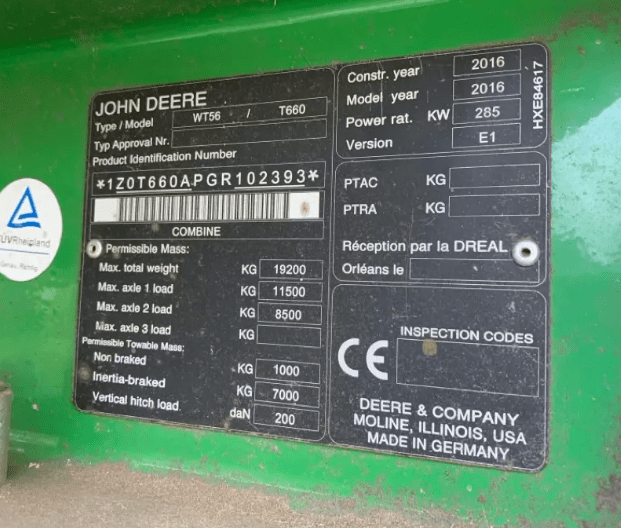 JOHN DEERE
Type / Model WT56 / T660
Typ Approval Nr.
Product Identification Number
*1Z0T660APGR102393*
COMBINE
Permissible Mass:
Max. total weight KG 19200
Max. axle 1 load KG 11500
Max. axle 2 load KG 8500
Max. axle 3 load KG
Permissible Towable Mass:
Non braked KG 1000
Inertia-braked KG 7000
Vertical hitch load daN 200
Constr. year 2016
Model year 2016
Power rat. KW 285
Version E1
HXE84617
PTAC KG
PTRA KG
Réception par la DREAL
Orléans le
INSPECTION CODES
CE
DEERE & COMPANY
MOLINE, ILLINOIS, USA
MADE IN GERMANY
ÜVRheinland